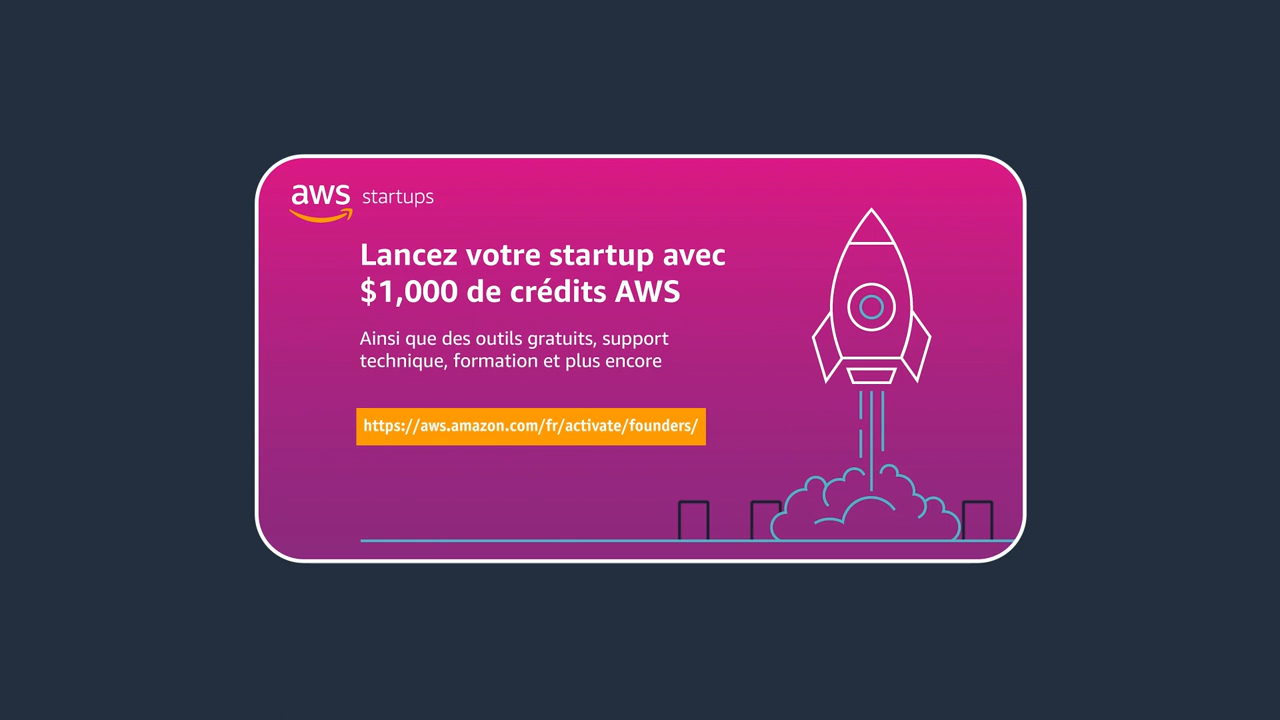 aws startups
Lancez votre startup avec
$1,000 de crédits AWS
Ainsi que des outils gratuits, support
technique, formation et plus encore
https://aws.amazon.com/fr/activate/founders/